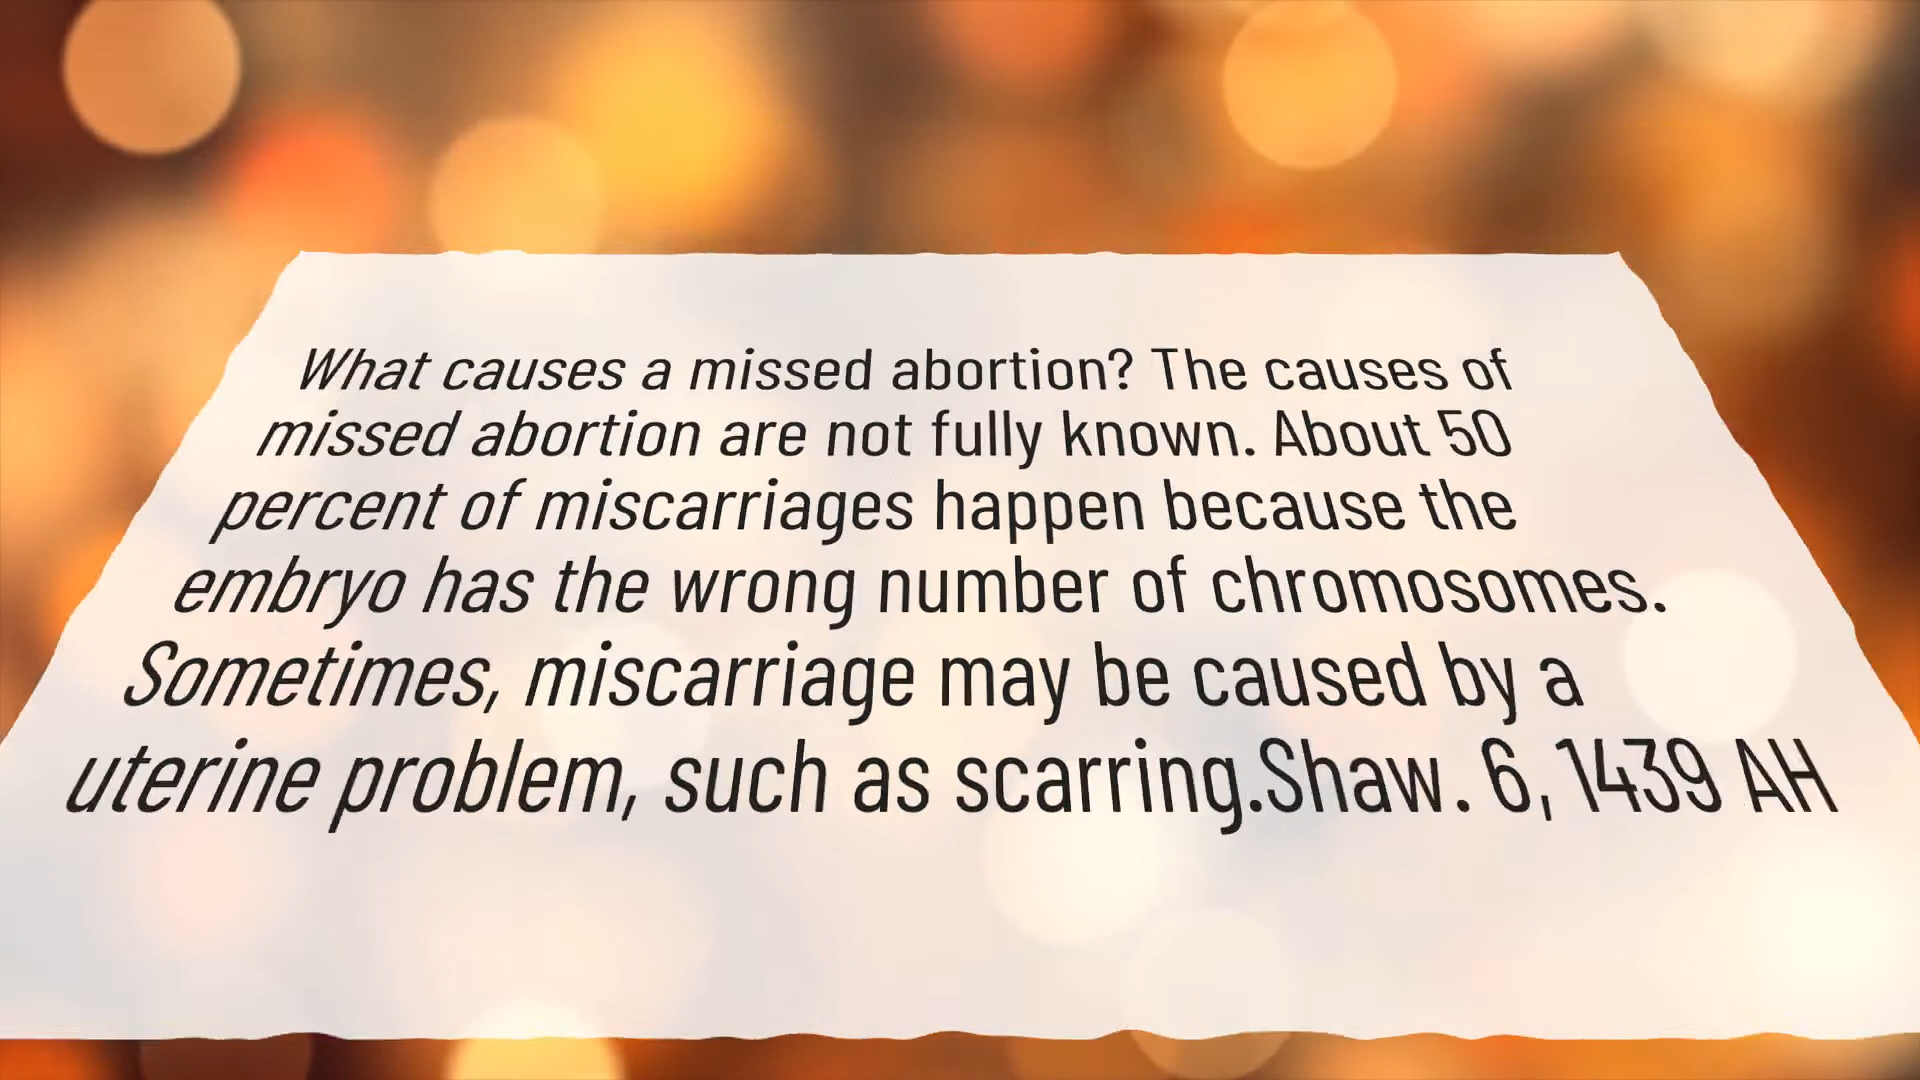 What causes a missed abortion? The causes of
missed abortion are not fully known. About 50
percent of miscarriages happen because the
embryo has the wrong number of chromosomes.
Sometimes, miscarriage may be caused by a
uterine problem, such as scarring.Shaw. 6, 1439 AH